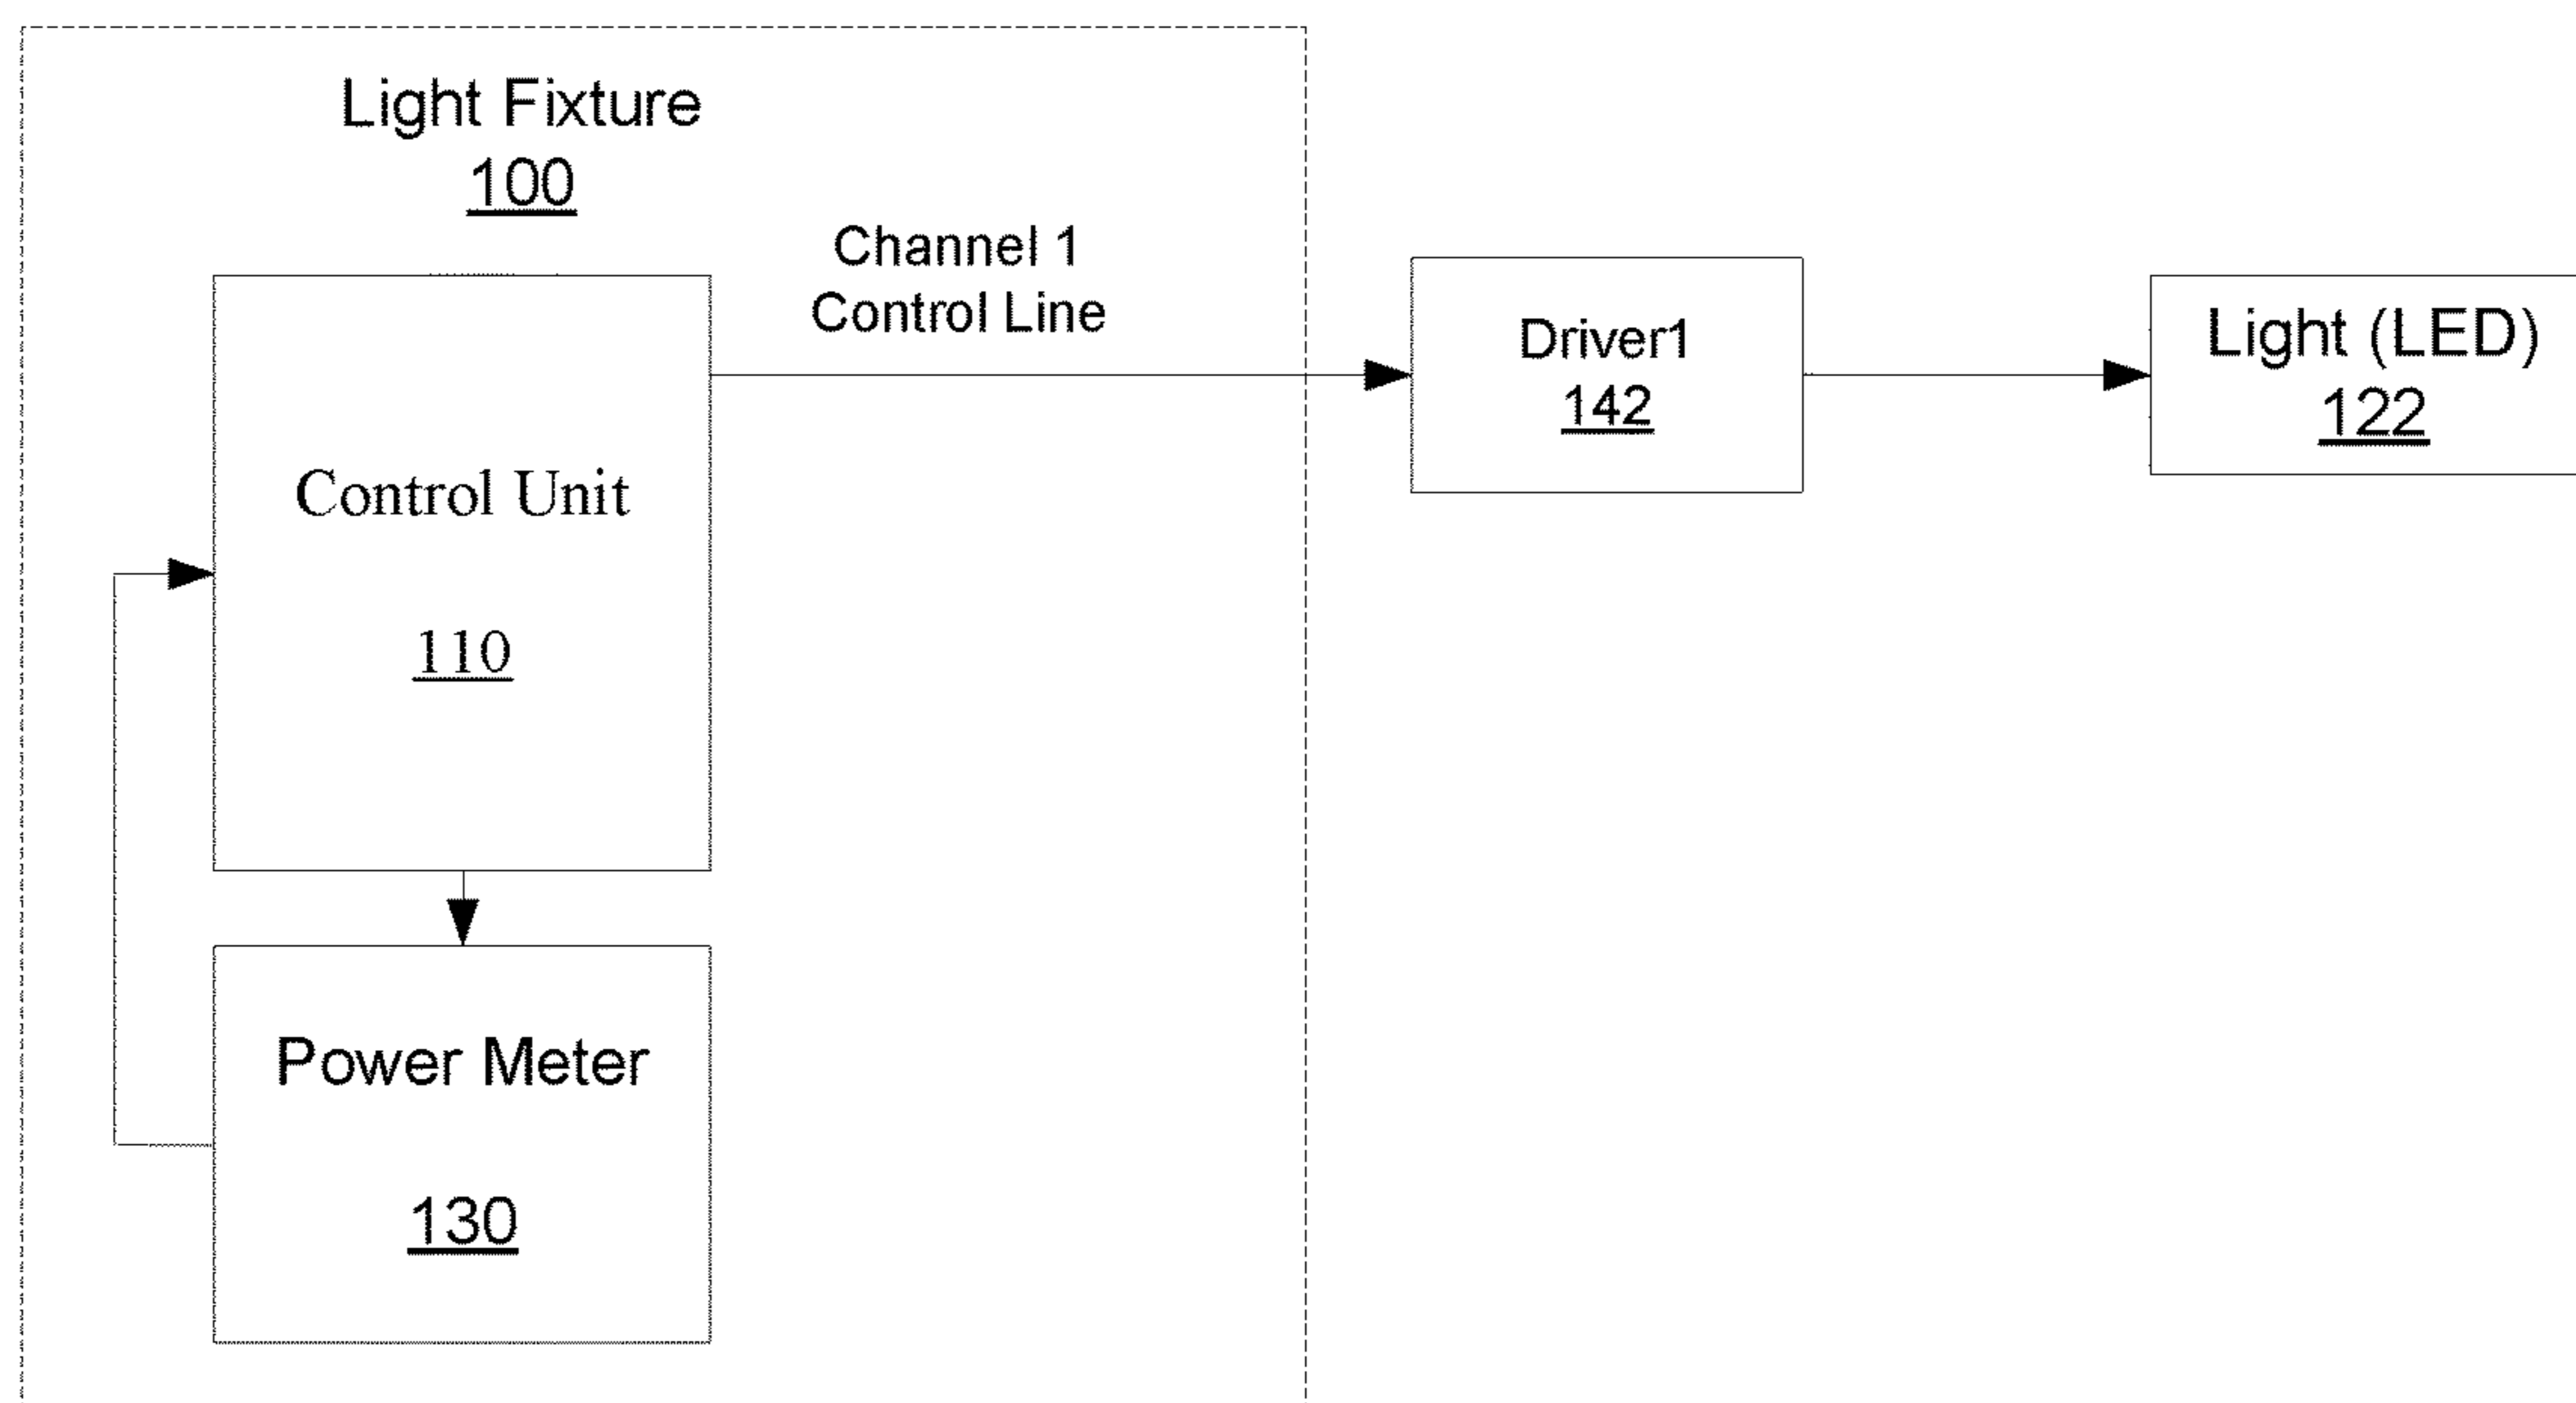 Light Fixture
100
Channel 1
Control Line
Control Unit
110
Driver1
142
Light (LED)
122
Power Meter
130